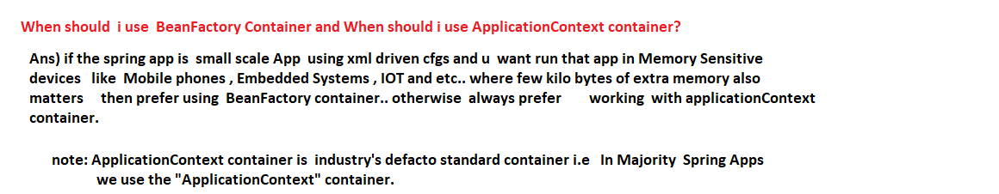 When should i use BeanFactory Container and When should i use ApplicationContext container?
Ans) if the spring app is small scale App using xml driven cfgs and u want run that app in Memory Sensitive
devices like Mobile phones , Embedded Systems , IOT and etc.. where few kilo bytes of extra memory also
matters then prefer using BeanFactory container.. otherwise always prefer working with applicationContext
container.
note: ApplicationContext container is industry's defacto standard container i.e In Majority Spring Apps
we use the "ApplicationContext" container.